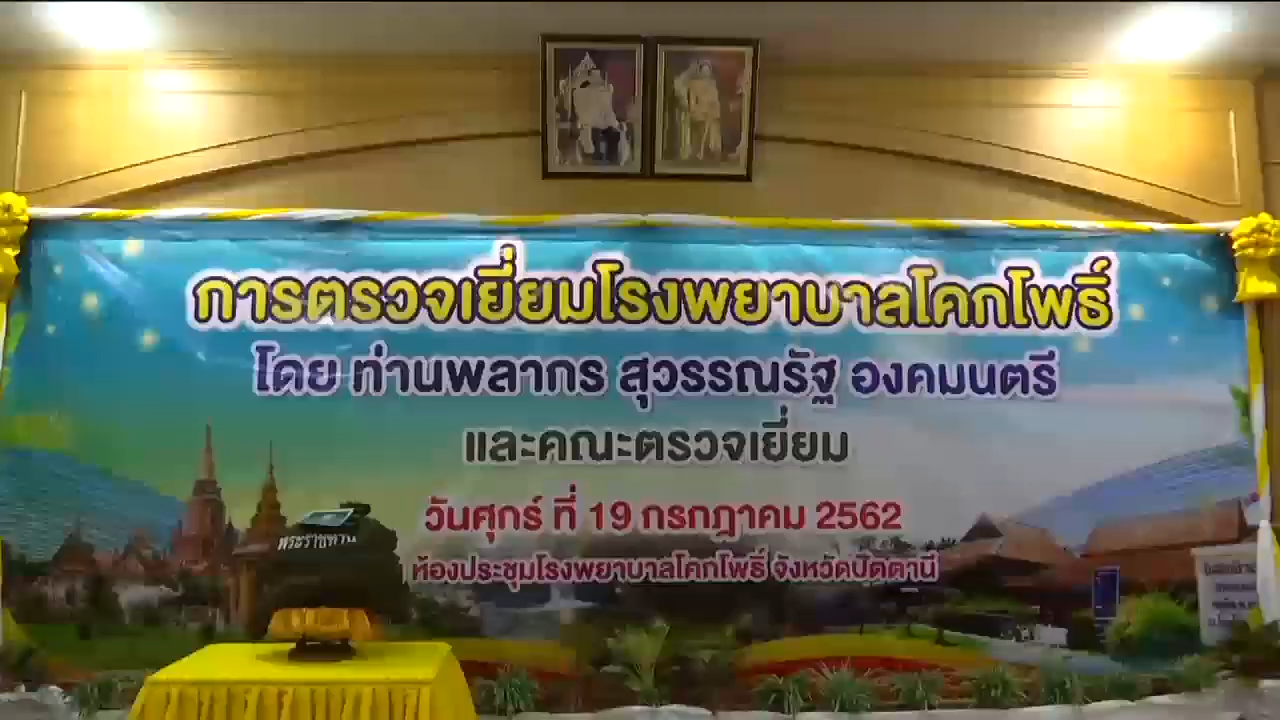 การตรวจเยี่ยมโรงพยาบาลโคกโพธิ์
โดย ท่านพลากร สุวรรณรัฐ องคมนตรี
และคณะตรวจเยี่ยม
วันศุกร์ ที่ 19 กรกฎาคม 2562
ห้องประชุมโรงพยาบาลโคกโพธิ์ จังหวัดปัตตานี
พระราชทาน